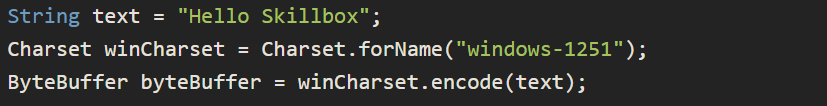 String text = "Hello Skillbox";
Charset winCharset = Charset.forName("windows-1251");
ByteBuffer byteBuffer = winCharset.encode(text);